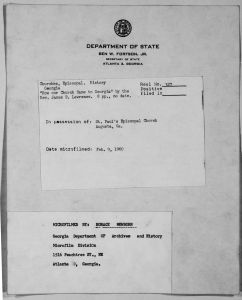 DEPARTMENT OF STATE
BEN W. FORTSON, JR.
SECRETARY OF STATE
ATLANTA 3, GEORGIA
Churches, Episcopal, History
Georgia
"How our Church Came to Georgia" by the
Rev. James B. Lawrence. 8 pp., no date.
Reel No.
Positive
Filed in
In possession of: St. Paul's Episcopal Church
Augusta, Ga.
Date microfilmed: Feb. 9, 1960
MICROFILMED BY: HORACE
Georgia Department of Archives and History
Microfilm Division
1516 Peachtree ST., NW
Atlanta 9, Georgia.